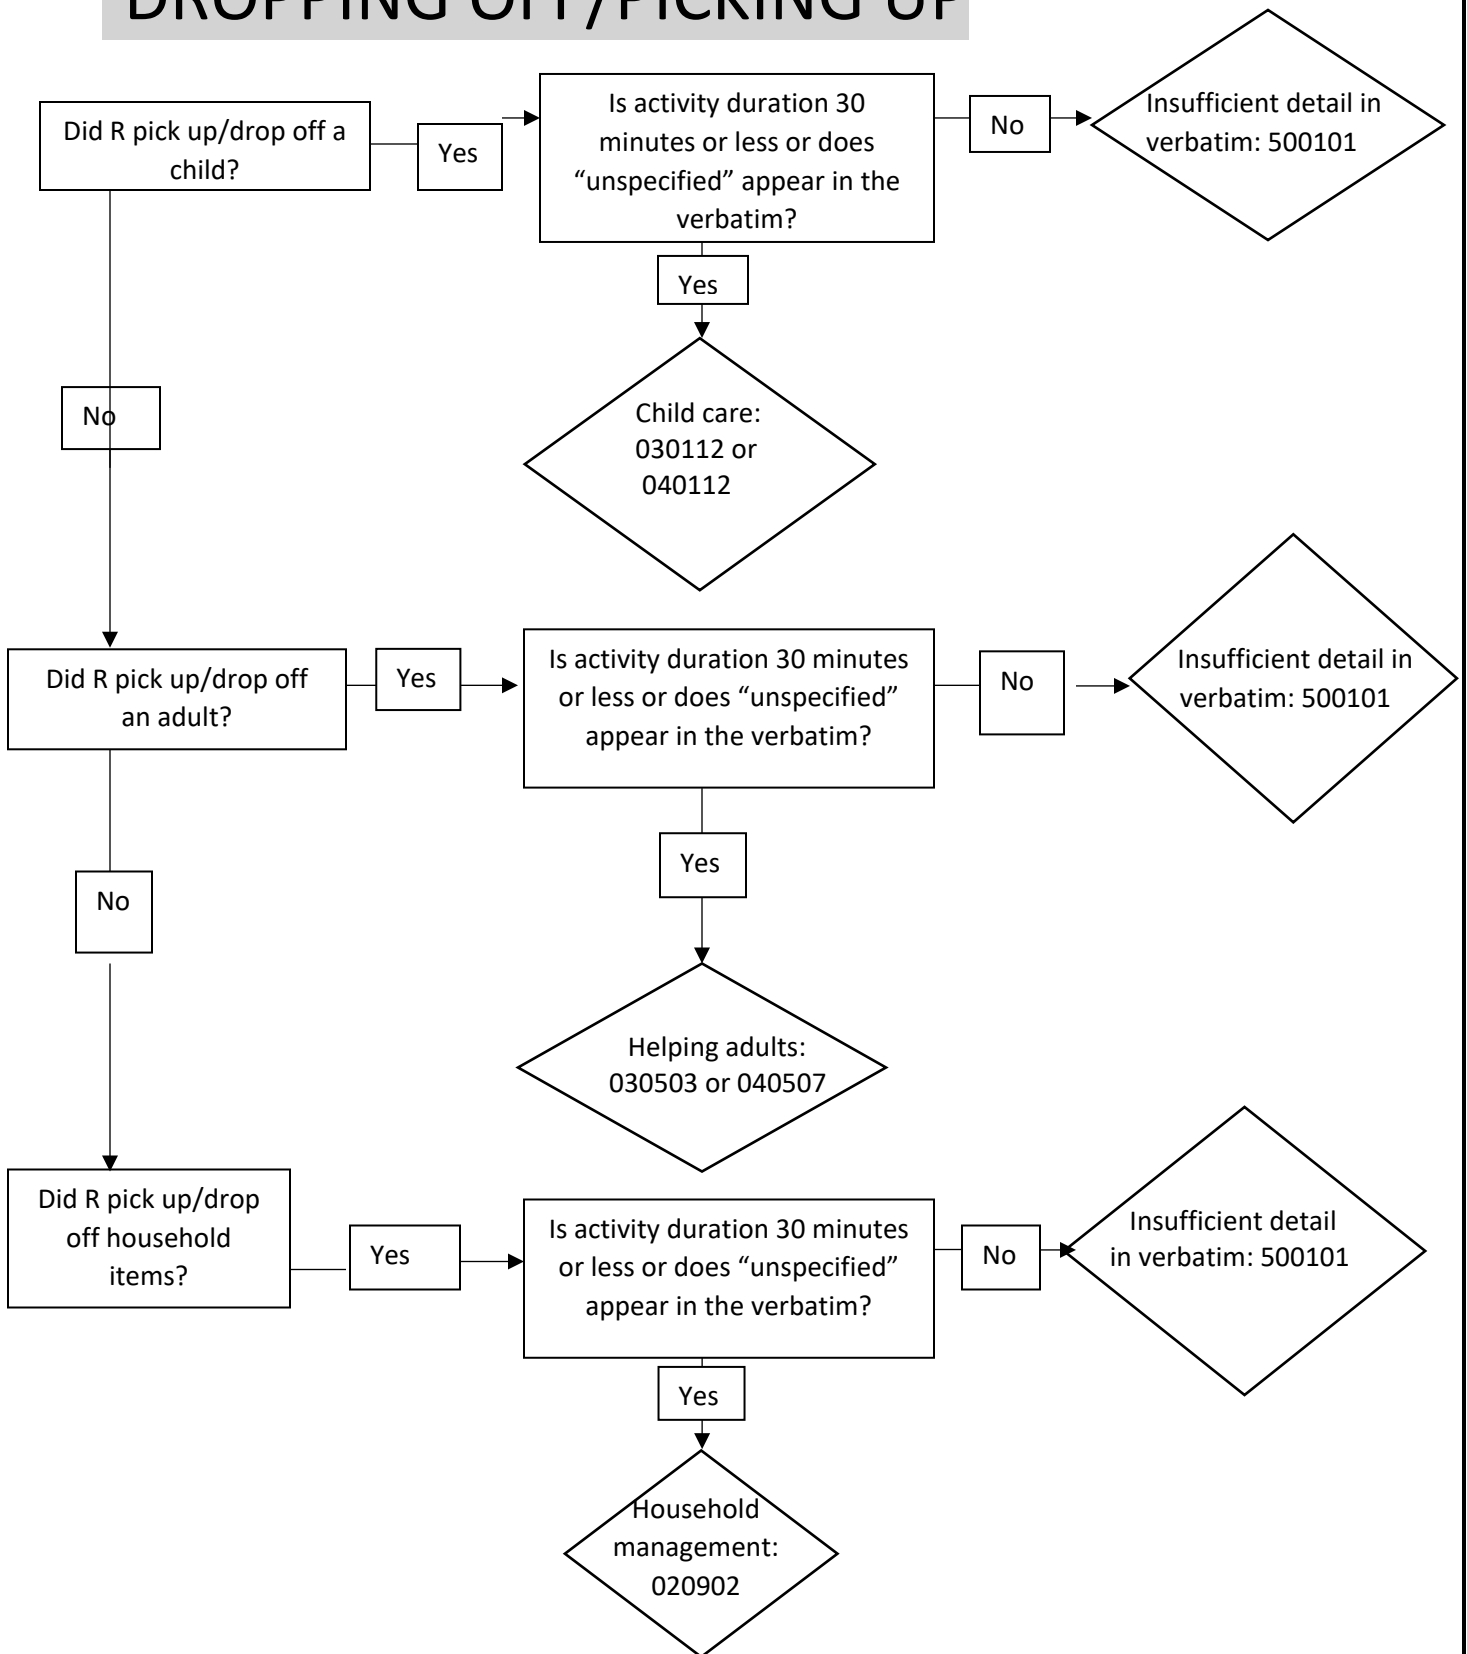 DROPPING OFF/PICKING UP
Did R pick up/drop off a
child?
Yes
Is activity duration 30
minutes or less or does
“unspecified” appear in the
verbatim?
No
Insufficient detail in
verbatim: 500101
Yes
Child care:
030112 or
040112
No
Did R pick up/drop off
an adult?
Yes
Is activity duration 30 minutes
or less or does “unspecified”
appear in the verbatim?
No
Insufficient detail in
verbatim: 500101
Yes
Helping adults:
030503 or 040507
No
Did R pick up/drop
off household
items?
Yes
Is activity duration 30 minutes
or less or does “unspecified”
appear in the verbatim?
No
Insufficient detail
in verbatim: 500101
Yes
Household
management:
020902